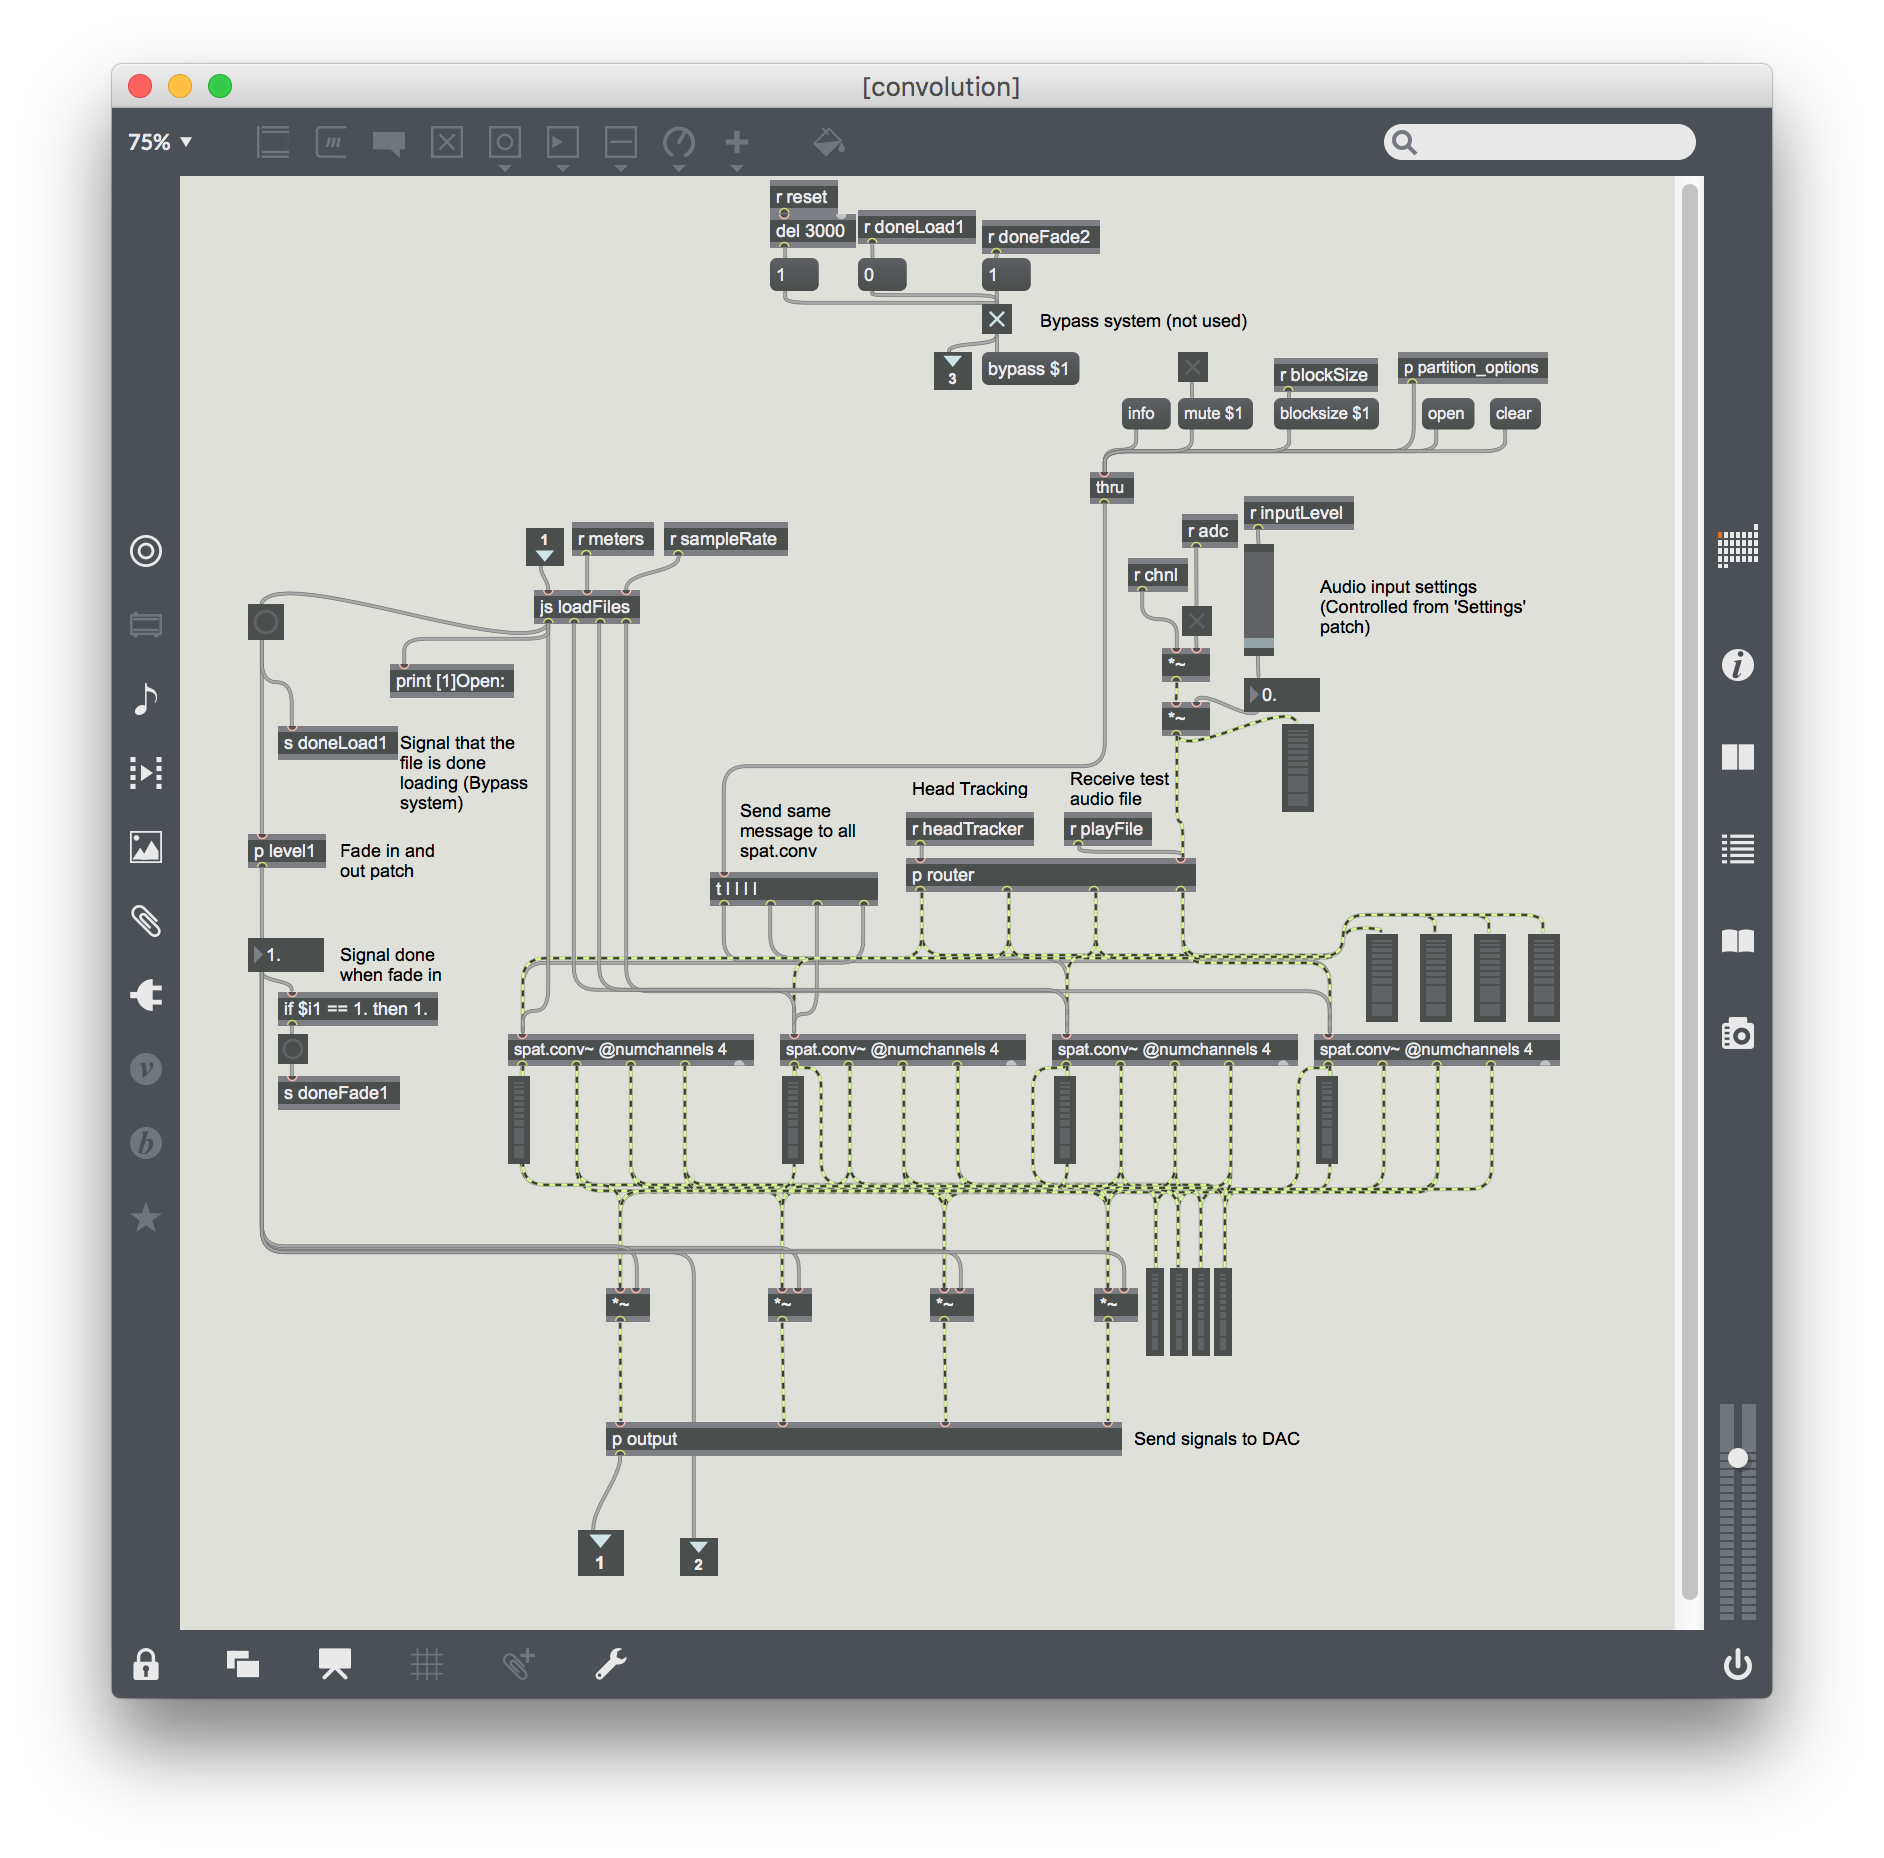 [convolution]
75%
r reset
del 3000
r doneLoad1
r doneFade2
1
0
1
Bypass system (not used)
3
bypass $1
r blockSize
p partition_options
info
mute $1
blocksize $1
open
clear
thru
r inputLevel
r adc
r chnl
1
r meters
r sampleRate
js loadFiles
Audio input settings
(Controlled from 'Settings'
patch)
*~
print [1]Open:
0.
*~
s doneLoad1
Signal that the
file is done
loading (Bypass
system)
Head Tracking
Receive test
audio file
Send same
message to all
spat.conv
r headTracker
r playFile
p level1
Fade in and
out patch
p router
t l l l l
1.
Signal done
when fade in
if $i1 == 1. then 1.
spat.conv~ @numchannels 4
spat.conv~ @numchannels 4
spat.conv~ @numchannels 4
spat.conv~ @numchannels 4
s doneFade1
*~
*~
*~
*~
p output
Send signals to DAC
1
2